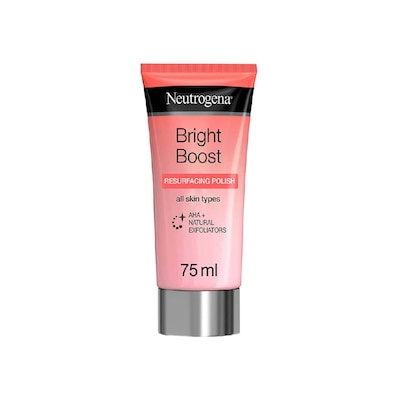 Neutrogena®
Bright
Boost
RESURFACING POLISH
all skin types
AHA +
NATURAL
EXFOLIATORS
75 ml